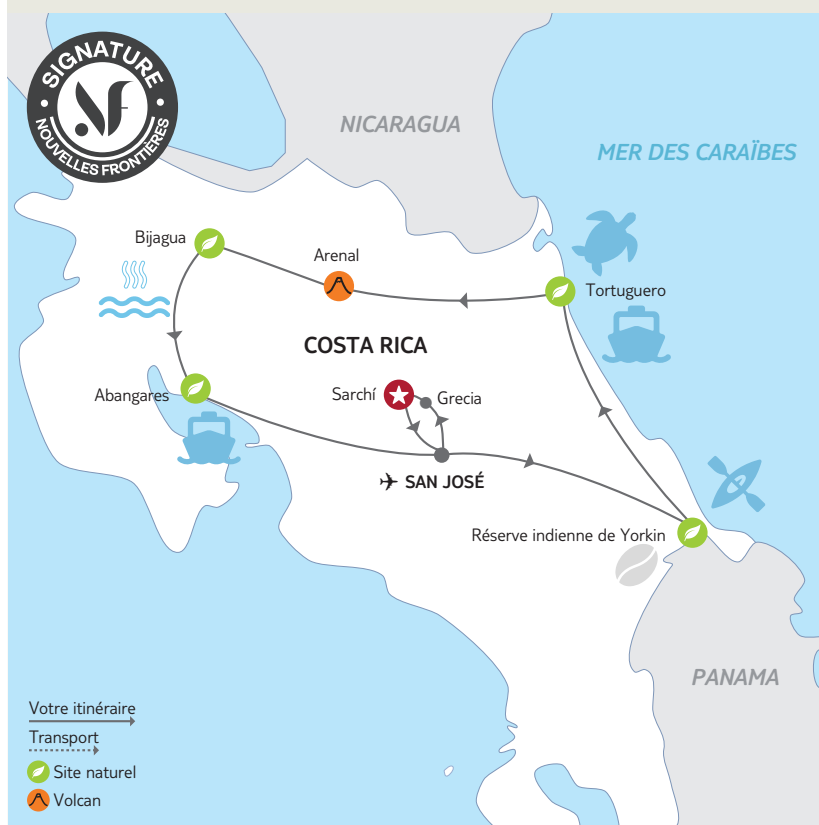 SIGNATURE
NF
NOUVELLES FRONTIÈRES
NICARAGUA
MER DES CARAÏBES
Bijagua
Arenal
Tortuguero
COSTA RICA
Abangares
Sarchí
Grecia
SAN JOSÉ
Réserve indienne de Yorkin
PANAMA
Votre itinéraire
Transport
Site naturel
Volcan